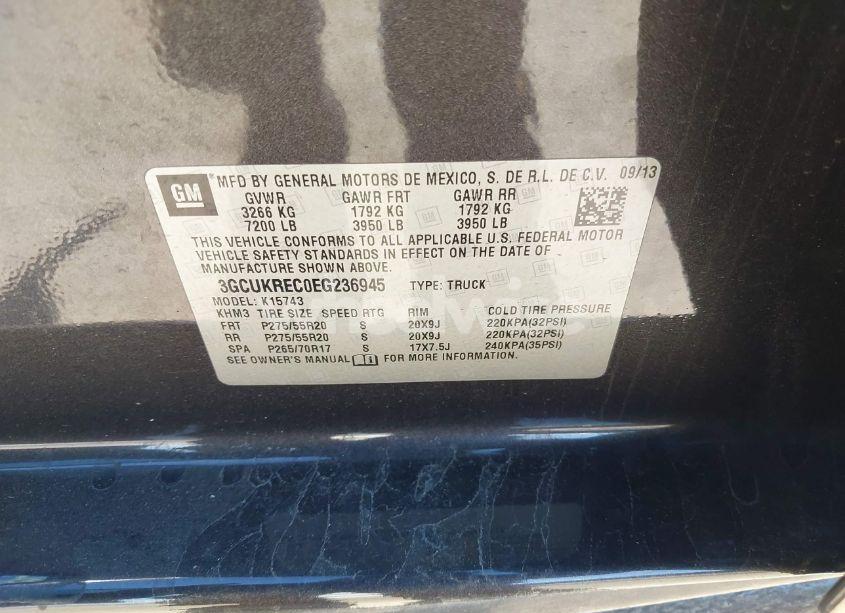 GM
MFD BY GENERAL MOTORS DE MEXICO, S. DE R.L. DE C.V. 09/13
GVWR GAWR FRT GAWR RR
3266 KG 1792 KG 1792 KG
7200 LB 3950 LB 3950 LB
THIS VEHICLE CONFORMS TO ALL APPLICABLE U.S. FEDERAL MOTOR
VEHICLE SAFETY STANDARDS IN EFFECT ON THE DATE OF
MANUFACTURE SHOWN ABOVE.
3GCUKREC0EG236945 TYPE: TRUCK
MODEL: K15743
KHM3 TIRE SIZE SPEED RTG RIM COLD TIRE PRESSURE
FRT P275/55R20 S 20X9J 220KPA(32PSI)
RR P275/55R20 S 20X9J 220KPA(32PSI)
SPA P265/70R17 S 17X7.5J 240KPA(35PSI)
SEE OWNER'S MANUAL FOR MORE INFORMATION.